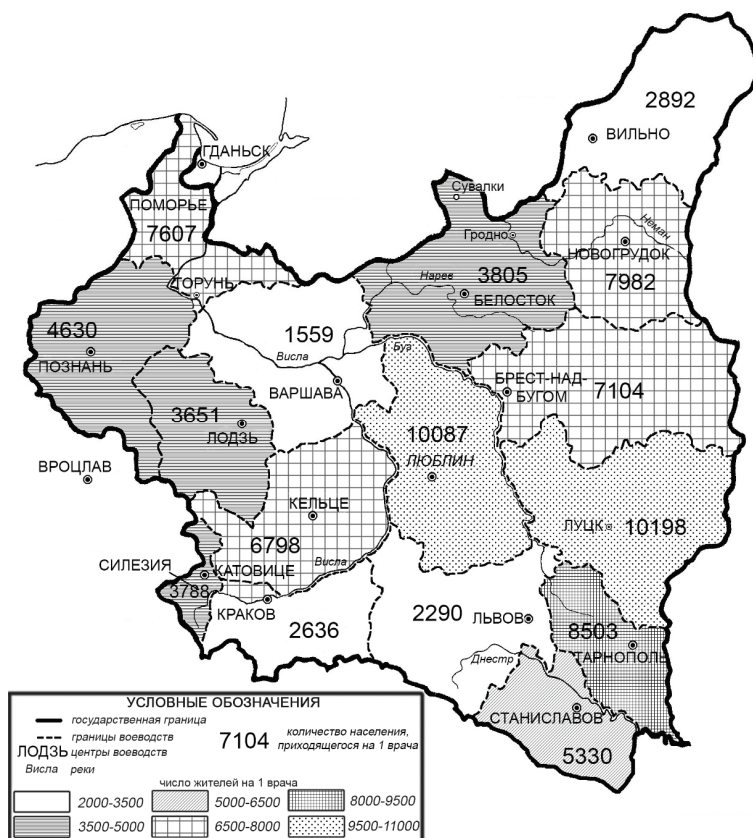 2892
ВИЛЬНО
ГДАНЬСК
Сувалки
ПОМОРЬЕ
7607
Гродно
Неман
НОВОГРУДОК
7982
Нарев
3805
БЕЛОСТОК
ТОРУНЬ
4630
ПОЗНАНЬ
1559
Висла
Буг
ВАРШАВА
БРЕСТ-НАД-
БУГОМ
7104
3651
ЛОДЗЬ
10087
ЛЮБЛИН
ВРОЦЛАВ
КЕЛЬЦЕ
6798
ЛУЦК
10198
СИЛЕЗИЯ
КАТОВИЦЕ
3788
Висла
КРАКОВ
2636
2290
ЛЬВОВ
8503
ТАРНОПОЛЬ
Днестр
СТАНИСЛАВОВ
5330
УСЛОВНЫЕ ОБОЗНАЧЕНИЯ
государственная граница
границы воеводств
ЛОДЗЬ центры воеводств
Висла реки
7104 количество населения,
приходящегося на 1 врача
число жителей на 1 врача
2000-3500 5000-6500 8000-9500
3500-5000 6500-8000 9500-11000